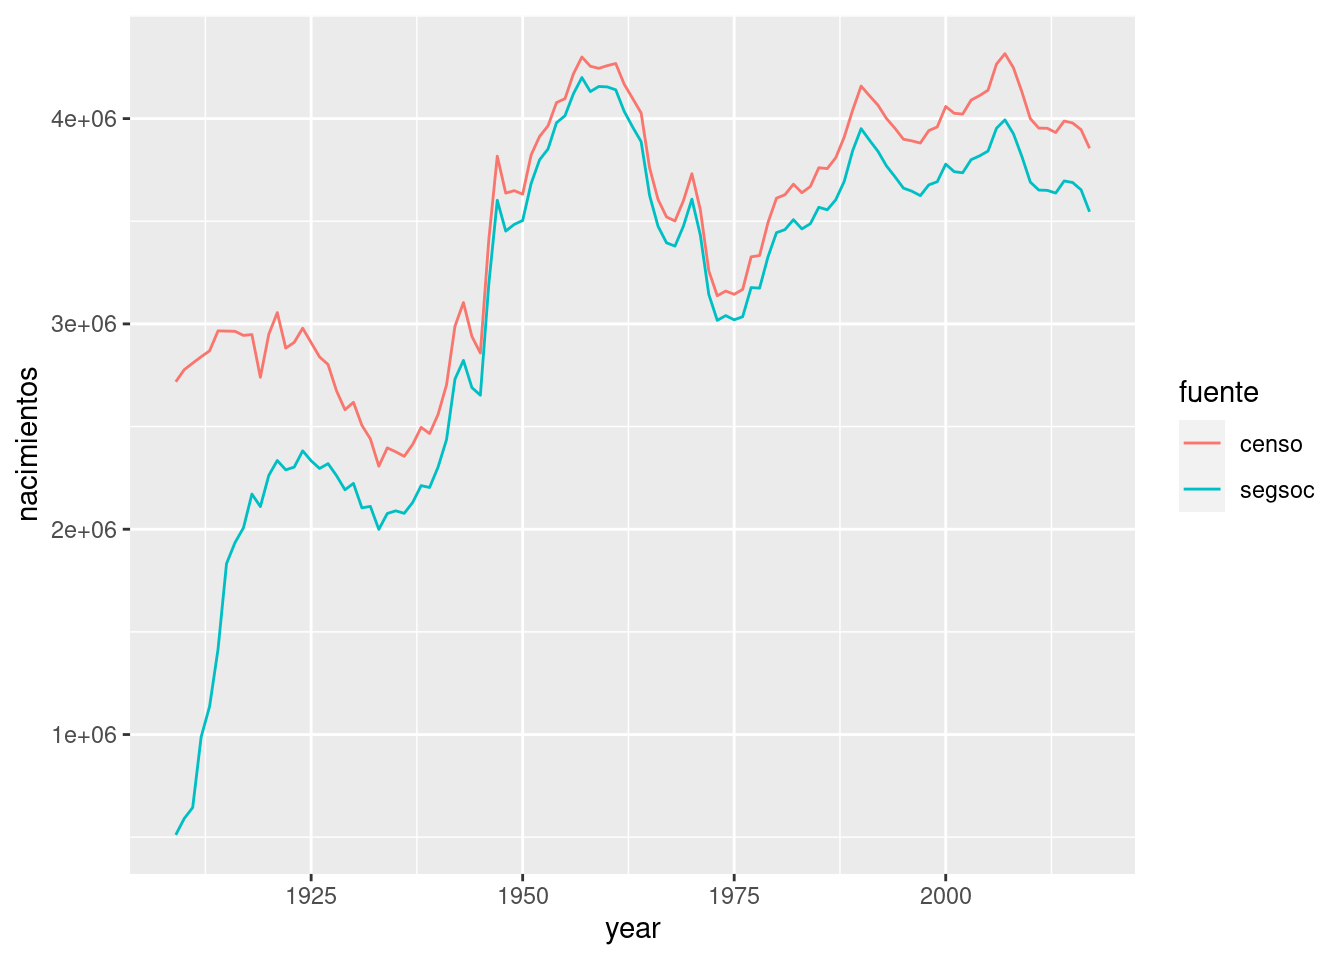 nacimientos
4e+06
3e+06
2e+06
1e+06
1925
1950
1975
2000
year
fuente
censo
segsoc